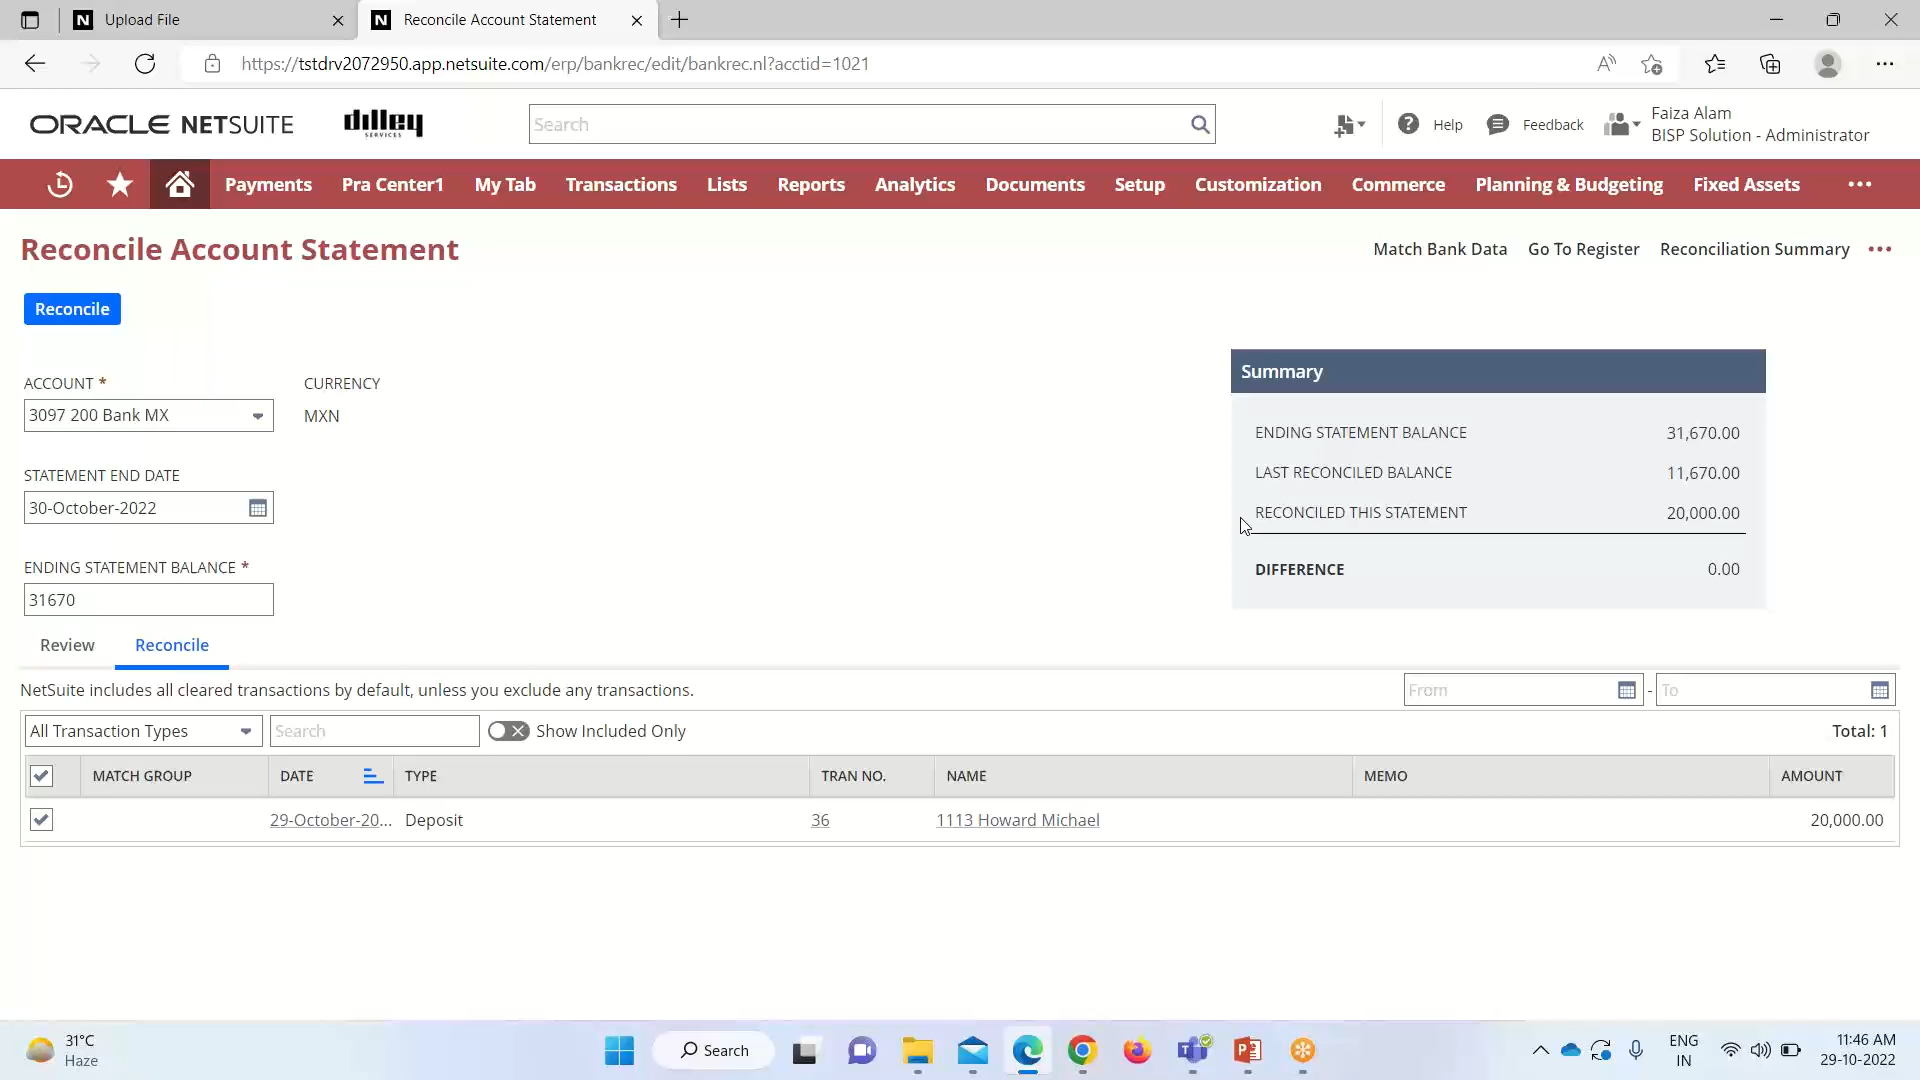 Upload File
Reconcile Account Statement
https://tstdrv2072950.app.netsuite.com/erp/bankrec/edit/bankrec.nl?acctid=1021
ORACLE NETSUITE
dilley
SERVICES
Search
Help
Feedback
Faiza Alam
BISP Solution - Administrator
Payments
Pra Center1
My Tab
Transactions
Lists
Reports
Analytics
Documents
Setup
Customization
Commerce
Planning & Budgeting
Fixed Assets
Reconcile Account Statement
Match Bank Data
Go To Register
Reconciliation Summary
Reconcile
ACCOUNT *
3097 200 Bank MX
CURRENCY
MXN
STATEMENT END DATE
30-October-2022
ENDING STATEMENT BALANCE *
31670
Summary
ENDING STATEMENT BALANCE 31,670.00
LAST RECONCILED BALANCE 11,670.00
RECONCILED THIS STATEMENT 20,000.00
DIFFERENCE 0.00
Review
Reconcile
NetSuite includes all cleared transactions by default, unless you exclude any transactions.
From - To
All Transaction Types
Search
Show Included Only
Total: 1
MATCH GROUP DATE TYPE TRAN NO. NAME MEMO AMOUNT
29-October-20... Deposit 36 1113 Howard Michael 20,000.00
31°C
Haze
Search
ENG
IN
11:46 AM
29-10-2022